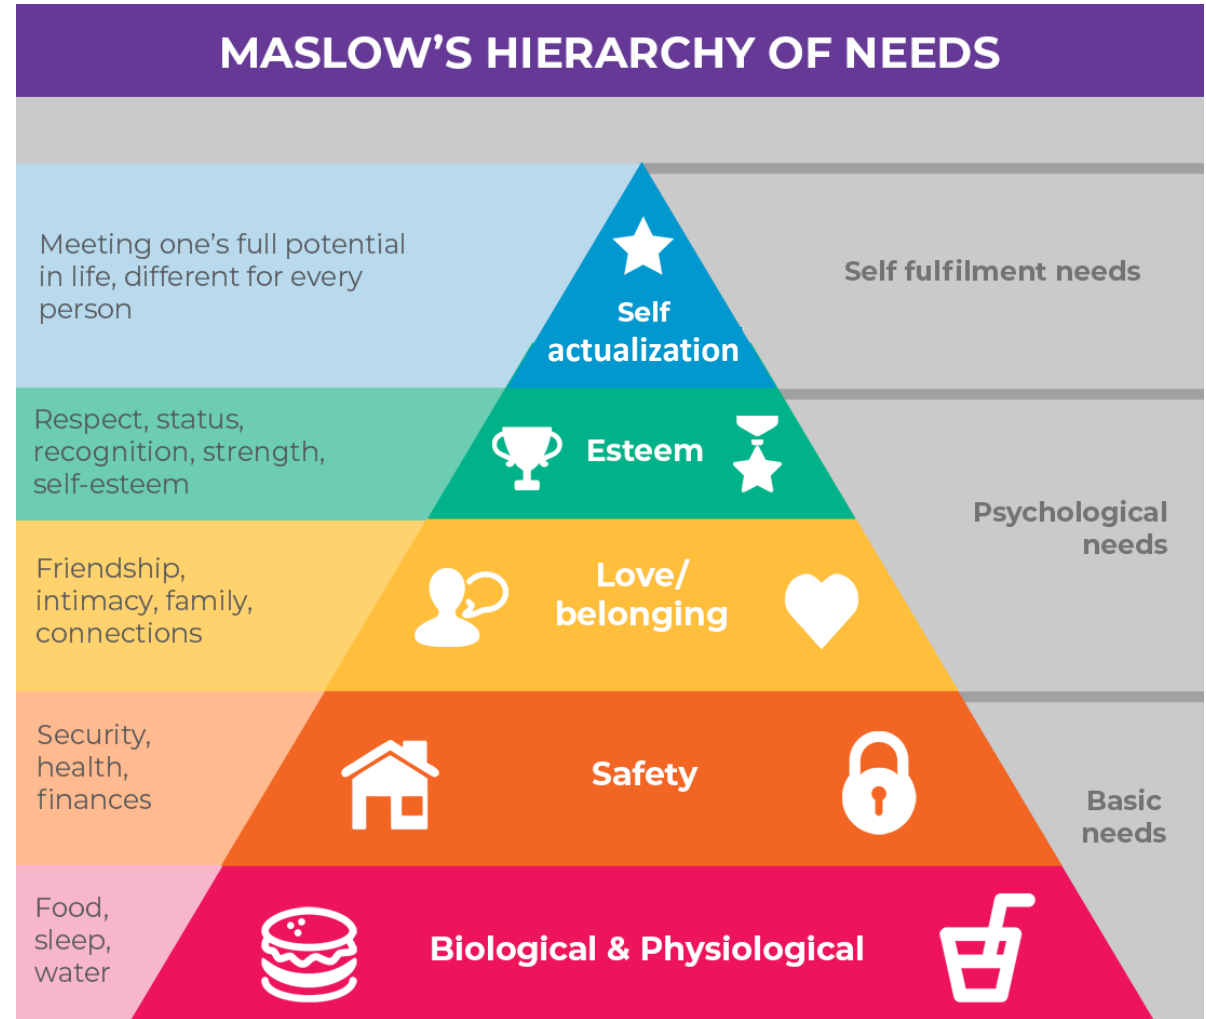 MASLOW’S HIERARCHY OF NEEDS
Meeting one’s full potential
in life, different for every
person
Self
actualization
Self fulfilment needs
Respect, status,
recognition, strength,
self-esteem
Esteem
Psychological
needs
Friendship,
intimacy, family,
connections
Love/
belonging
Security,
health,
finances
Safety
Basic
needs
Food,
sleep,
water
Biological & Physiological